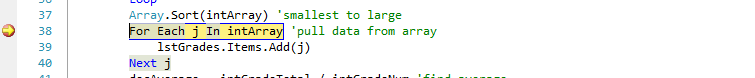 37 Array.Sort(intArray) 'smallest to large
38 For Each j In intArray 'pull data from array
39 lstGrades.Items.Add(j)
40 Next j